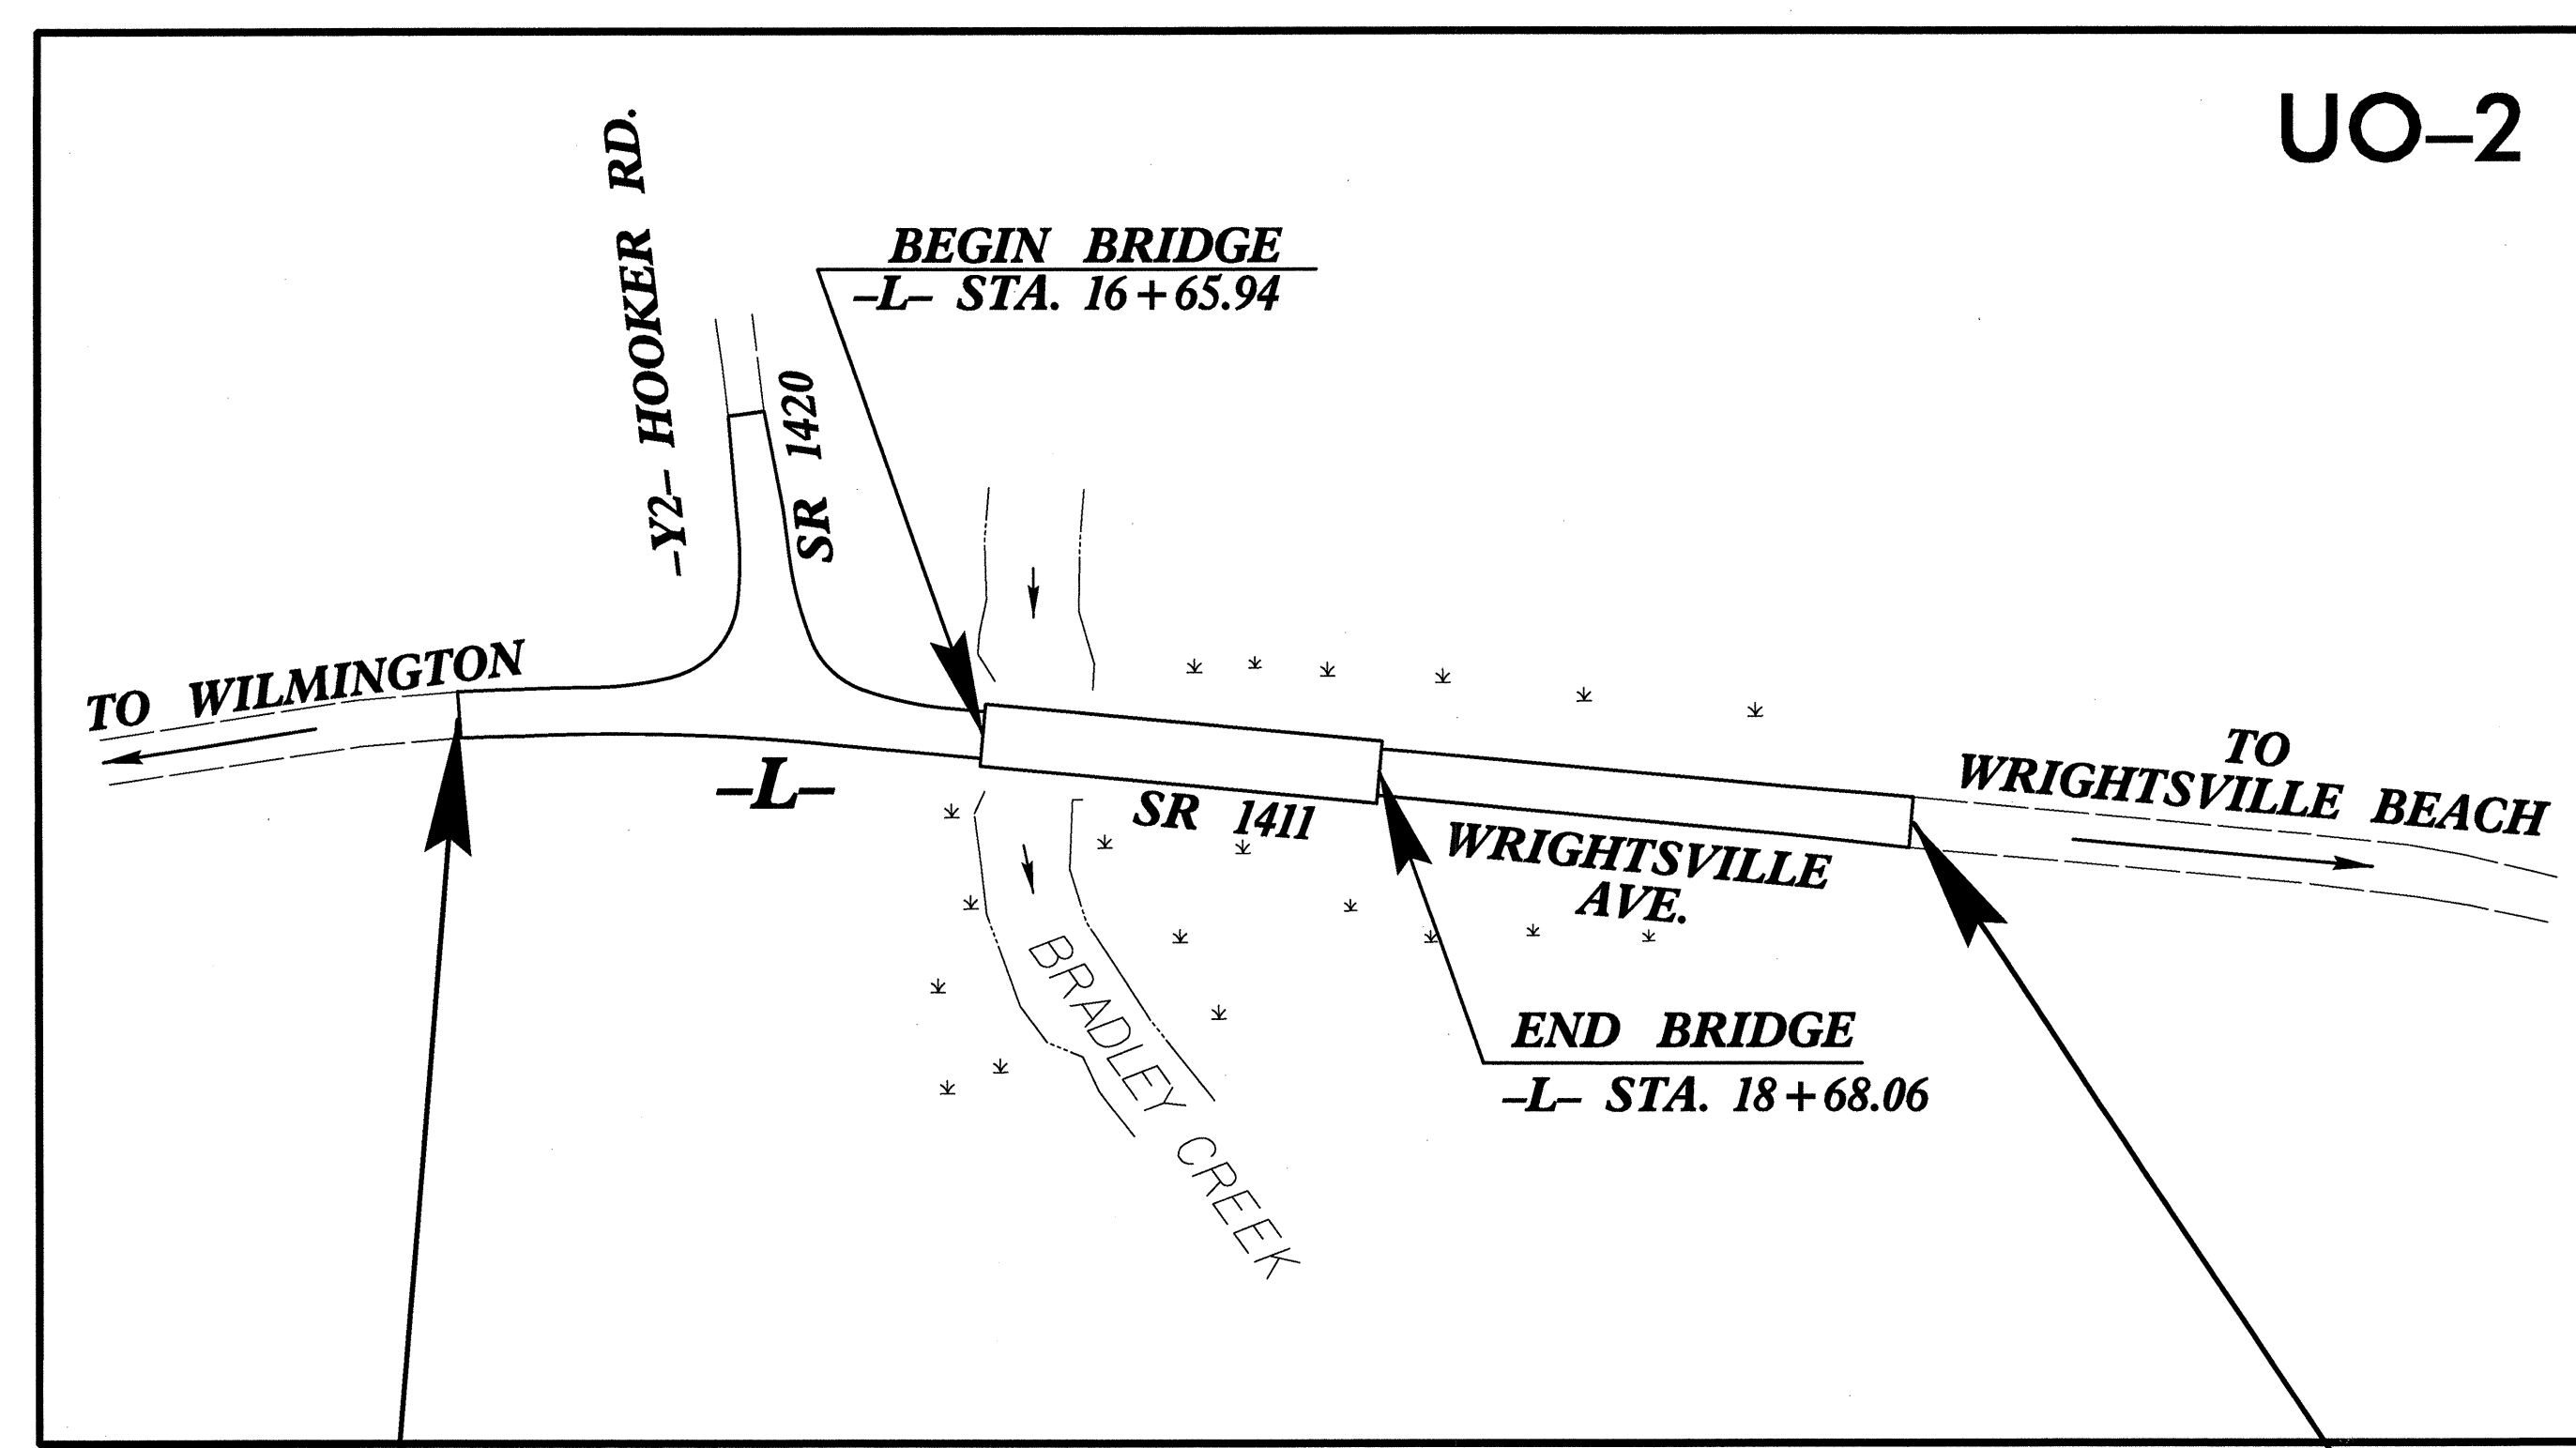 UO–2
–Y2– HOOKER RD.
SR 1420
BEGIN BRIDGE
–L– STA. 16+65.94
TO WILMINGTON
–L–
SR 1411
WRIGHTSVILLE
AVE.
TO
WRIGHTSVILLE BEACH
BRADLEY CREEK
END BRIDGE
–L– STA. 18+68.06